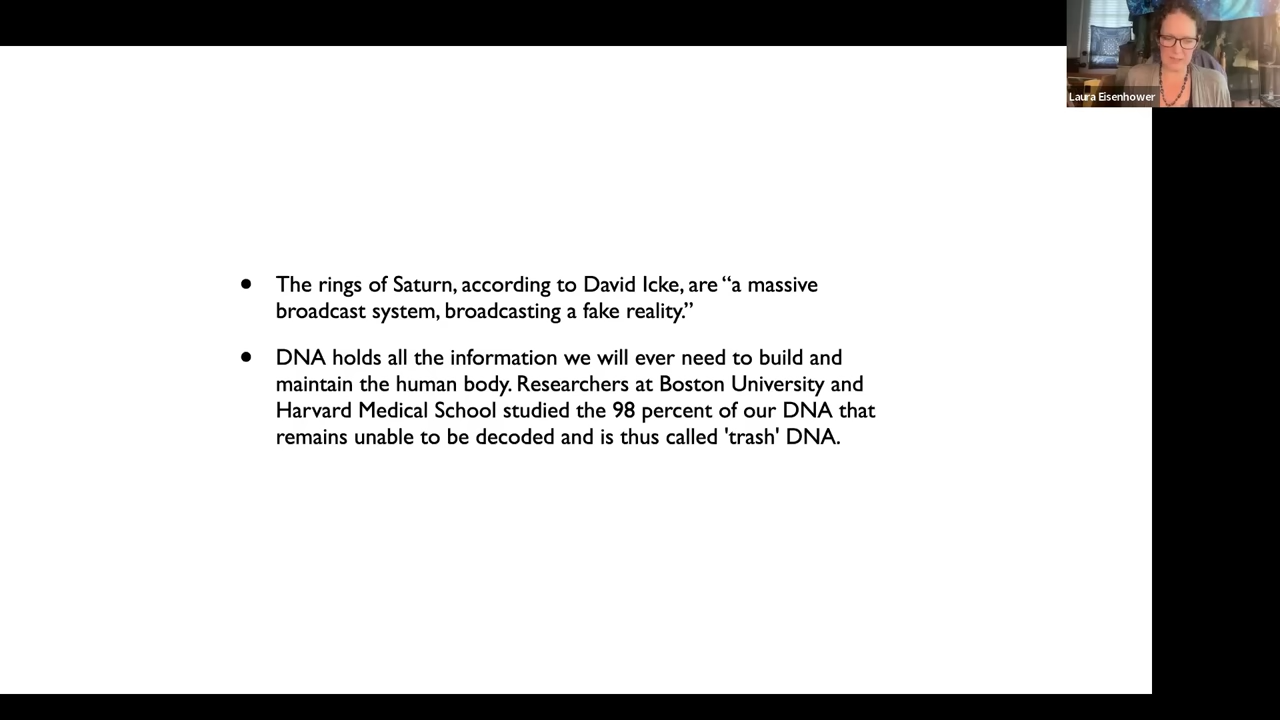 Laura Eisenhower
• The rings of Saturn, according to David Icke, are “a massive
broadcast system, broadcasting a fake reality.”
• DNA holds all the information we will ever need to build and
maintain the human body. Researchers at Boston University and
Harvard Medical School studied the 98 percent of our DNA that
remains unable to be decoded and is thus called 'trash' DNA.